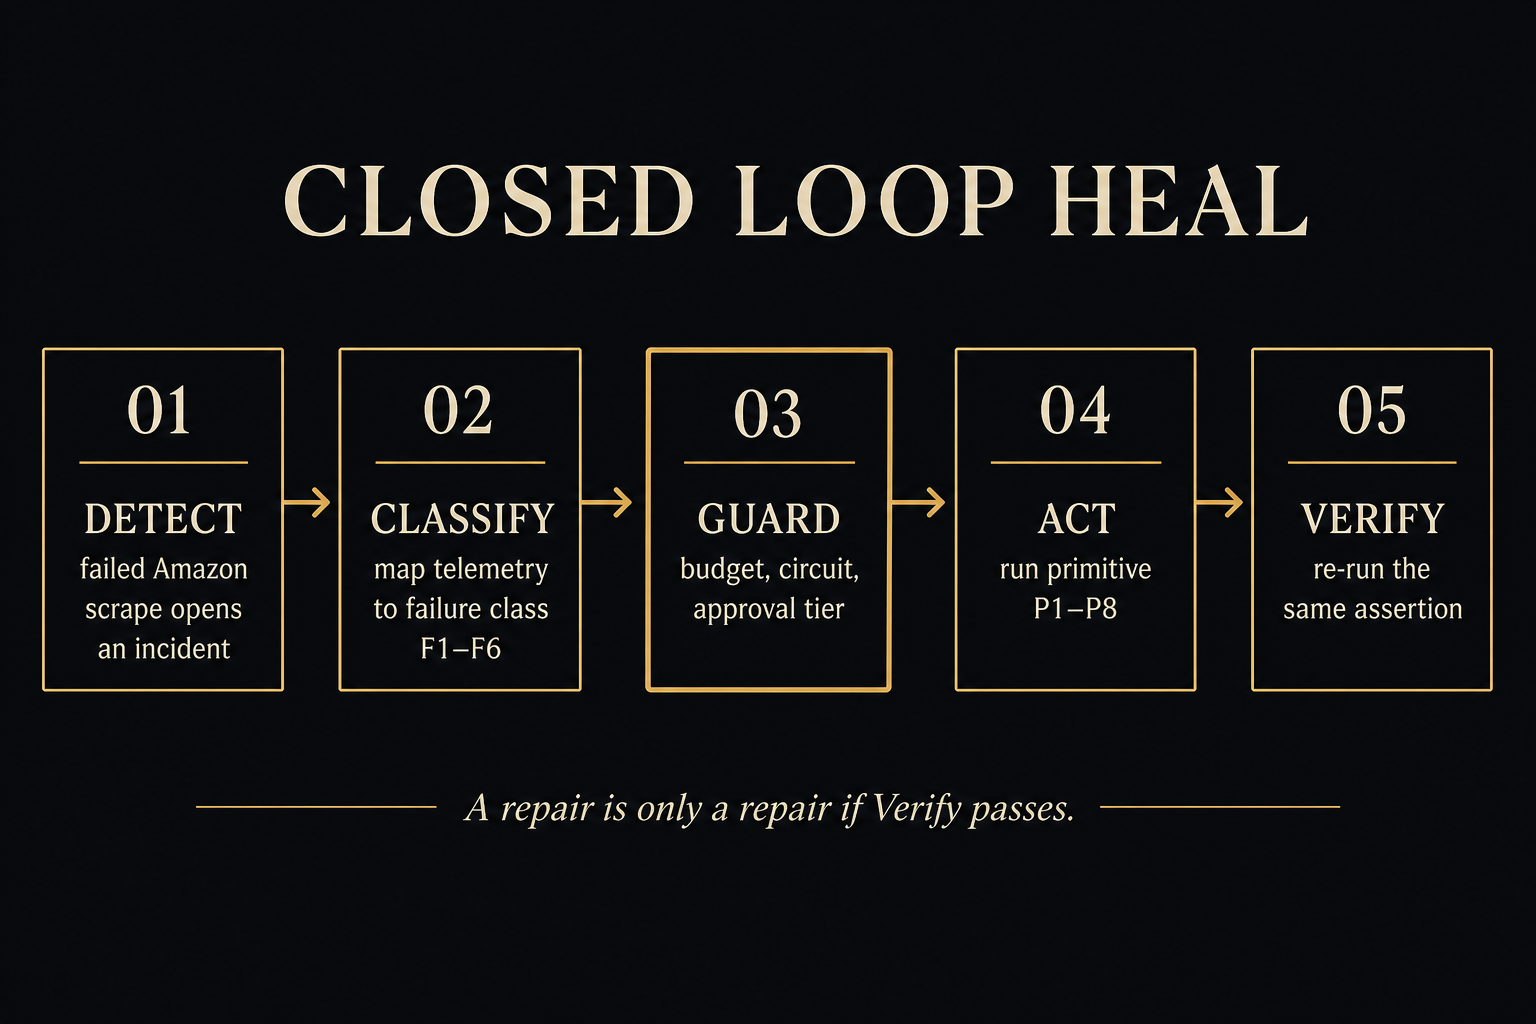 CLOSED LOOP HEAL
01
DETECT
failed Amazon
scrape opens
an incident
02
CLASSIFY
map telemetry
to failure class
F1–F6
03
GUARD
budget, circuit,
approval tier
04
ACT
run primitive
P1–P8
05
VERIFY
re-run the
same assertion
A repair is only a repair if Verify passes.